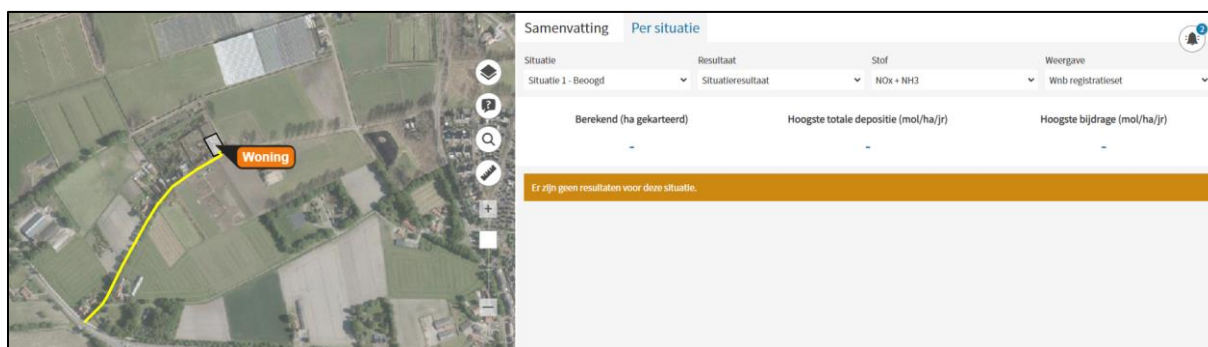 Woning
Samenvatting Per situatie
2
Situatie Resultaat Stof Weergave
Situatie 1 - Beoogd Situatieresultaat NOx + NH3 Wnb registratieset
Berekend (ha gekarteerd) Hoogste totale depositie (mol/ha/jr) Hoogste bijdrage (mol/ha/jr)
- - -
Er zijn geen resultaten voor deze situatie.